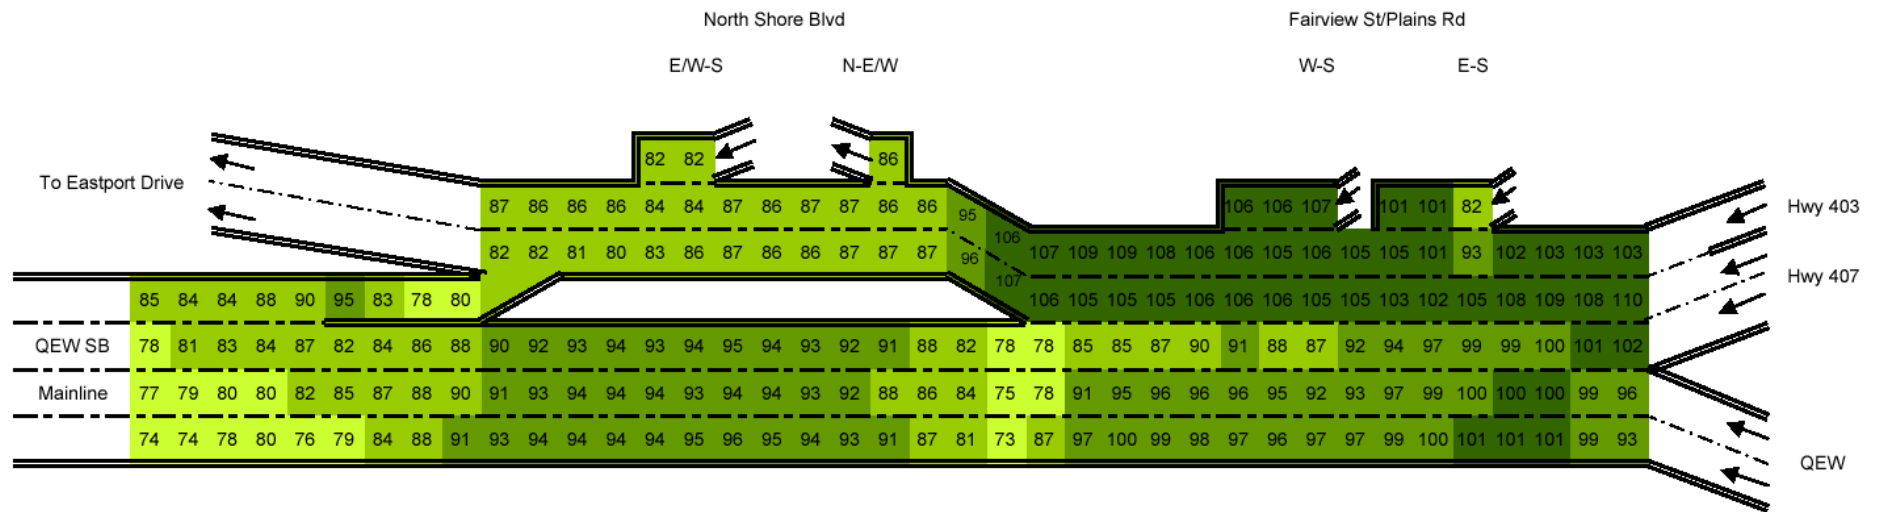 North Shore Blvd Fairview St/Plains Rd
E/W-S N-E/W W-S E-S
82 82 86
To Eastport Drive 106 106 107 101 101 82 Hwy 403
87 86 86 86 84 84 87 86 87 87 86 86 95
106
82 82 81 80 83 86 87 86 86 87 87 87 96 107 109 109 108 106 105 106 105 105 101 93 102 103 103 103
107 Hwy 407
85 84 84 88 90 95 83 78 80 106 105 105 105 106 106 106 105 105 103 102 105 108 109 108 110
QEW SB 78 81 83 84 87 82 84 86 88 90 92 93 94 93 94 95 94 93 92 91 88 82 78 78 85 85 87 90 91 88 87 92 94 97 99 99 100 101 102
Mainline 77 79 80 80 82 85 87 88 90 91 93 94 94 94 93 94 94 93 92 88 86 84 75 78 91 95 96 96 96 95 92 93 97 99 100 100 100 99 96
74 74 78 80 76 79 84 88 91 93 94 94 94 94 95 96 95 94 93 91 87 81 73 87 97 100 99 98 97 96 97 97 99 100 101 101 101 99 93
QEW